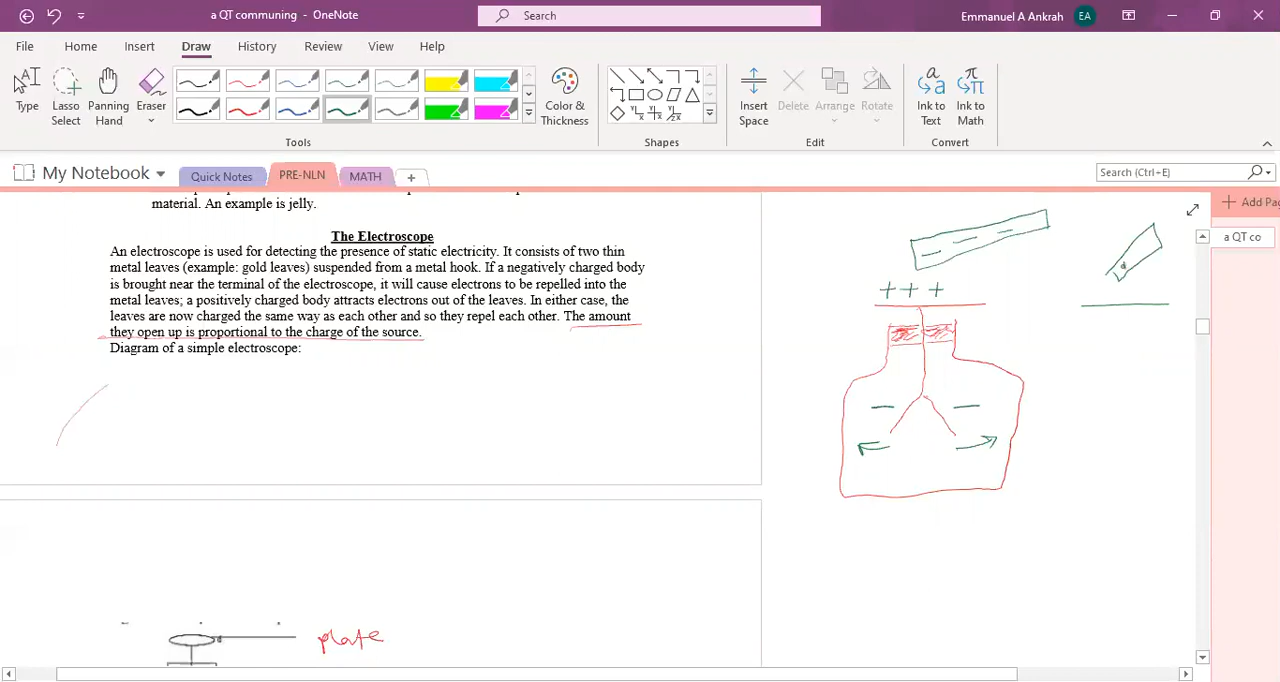 a QT communing - OneNote
Search
Emmanuel A Ankrah
EA
File Home Insert Draw History Review View Help
Type
Lasso Select
Panning Hand
Eraser
Color & Thickness
Insert Space
Delete
Arrange
Rotate
Ink to Text
Ink to Math
Tools
Shapes
Edit
Convert
My Notebook
Quick Notes
PRE-NLN
MATH
Search (Ctrl+E)
Add Pag
a QT co
material. An example is jelly.
The Electroscope
An electroscope is used for detecting the presence of static electricity. It consists of two thin
metal leaves (example: gold leaves) suspended from a metal hook. If a negatively charged body
is brought near the terminal of the electroscope, it will cause electrons to be repelled into the
metal leaves; a positively charged body attracts electrons out of the leaves. In either case, the
leaves are now charged the same way as each other and so they repel each other. The amount
they open up is proportional to the charge of the source.
Diagram of a simple electroscope:
+ + +
plate